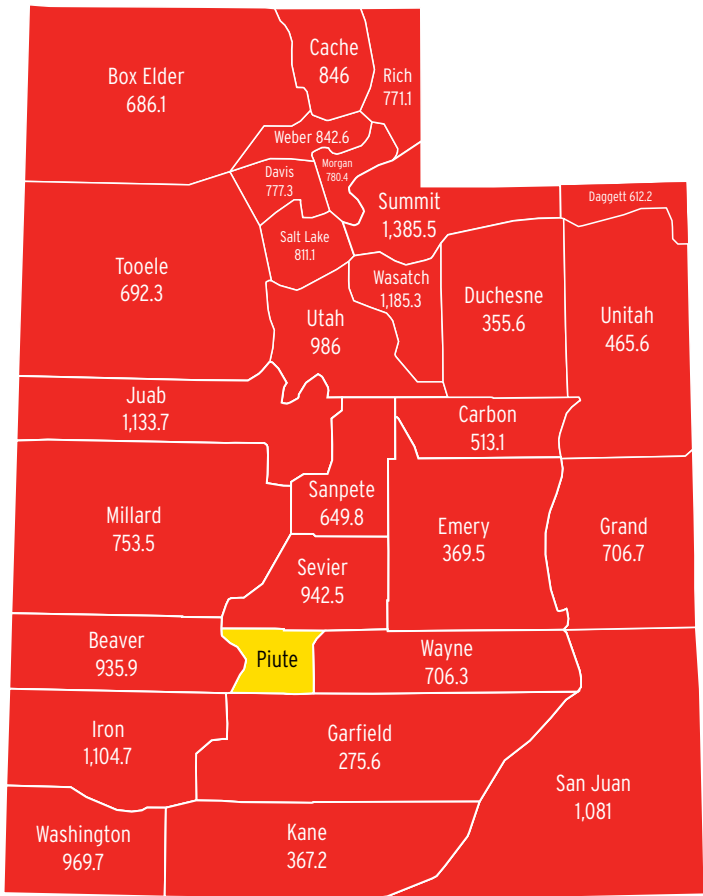 Cache
846
Rich
771.1
Box Elder
686.1
Weber 842.6
Morgan
780.4
Davis
777.3
Daggett 612.2
Summit
1,385.5
Salt Lake
811.1
Tooele
692.3
Wasatch
1,185.3
Duchesne
355.6
Unitah
465.6
Utah
986
Juab
1,133.7
Carbon
513.1
Sanpete
649.8
Millard
753.5
Emery
369.5
Grand
706.7
Sevier
942.5
Beaver
935.9
Piute
Wayne
706.3
Iron
1,104.7
Garfield
275.6
San Juan
1,081
Washington
969.7
Kane
367.2